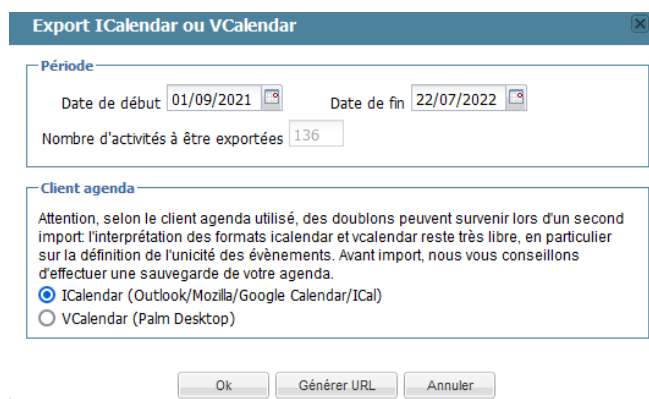 Export ICalendar ou VCalendar
Période
Date de début 01/09/2021 Date de fin 22/07/2022
Nombre d'activités à être exportées 136
Client agenda
Attention, selon le client agenda utilisé, des doublons peuvent survenir lors d'un second
import: l'interprétation des formats icalendar et vcalendar reste très libre, en particulier
sur la définition de l'unicité des évènements. Avant import, nous vous conseillons
d'effectuer une sauvegarde de votre agenda.
ICalendar (Outlook/Mozilla/Google Calendar/ICal)
VCalendar (Palm Desktop)
Ok Générer URL Annuler